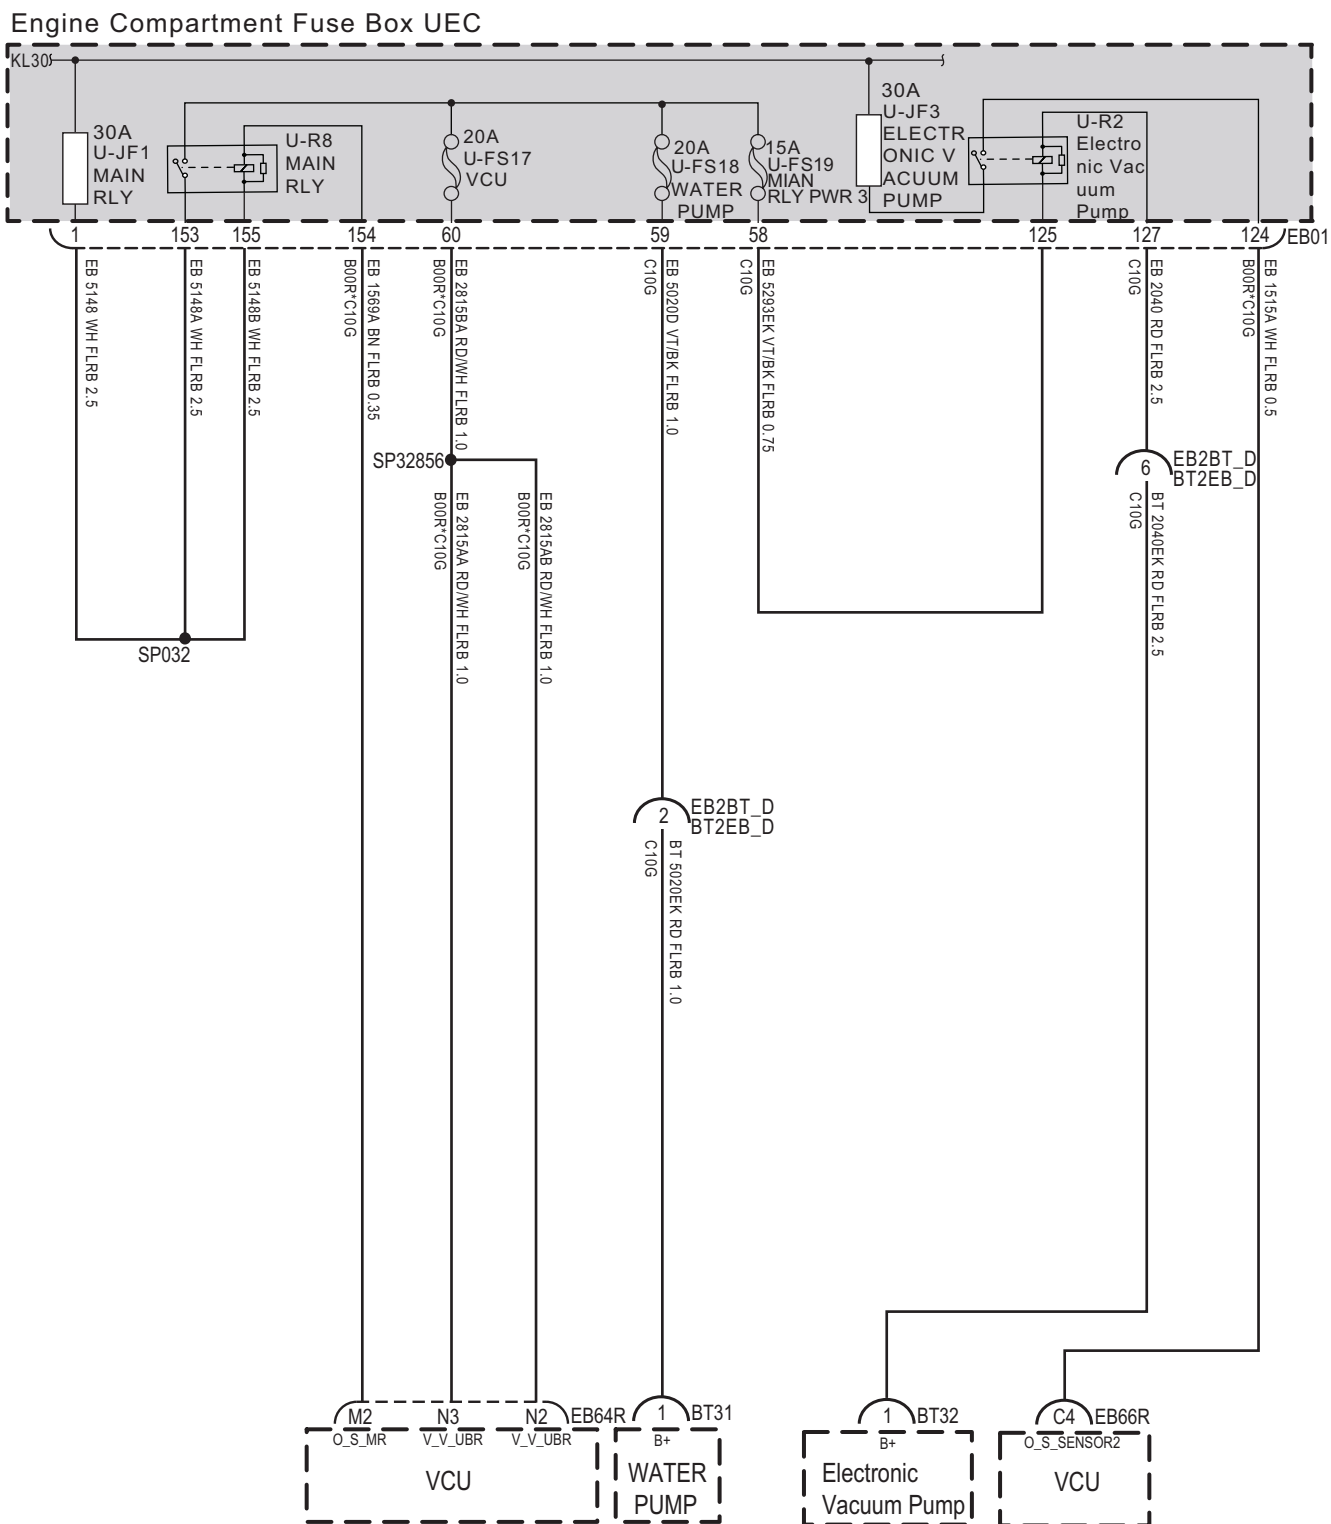 Engine Compartment Fuse Box UEC
KL30
30A
U-JF1
MAIN
RLY
U-R8
MAIN
RLY
20A
U-FS17
VCU
20A
U-FS18
WATER
PUMP
15A
U-FS19
MIAN
RLY PWR 3
30A
U-JF3
ELECTR
ONIC V
ACUUM
PUMP
U-R2
Electro
nic Vac
uum
Pump
1 153 155 154 60 59 58 125 127 124 EB01
EB 5148 WH FLRB 2.5
EB 5148A WH FLRB 2.5
EB 5148B WH FLRB 2.5
EB 1569A BN FLRB 0.35
B00R*C10G
EB 2815BA RD/WH FLRB 1.0
B00R*C10G
EB 5020D VT/BK FLRB 1.0
C10G
EB 5293EK VT/BK FLRB 0.75
C10G
EB 2040 RD FLRB 2.5
C10G
EB 1515A WH FLRB 0.5
B00R*C10G
SP32856
6 EB2BT_D
BT2EB_D
EB 2815AA RD/WH FLRB 1.0
B00R*C10G
EB 2815AB RD/WH FLRB 1.0
B00R*C10G
BT 2040EK RD FLRB 2.5
C10G
SP032
2 EB2BT_D
BT2EB_D
BT 5020EK RD FLRB 1.0
C10G
M2 N3 N2 EB64R
O_S_MR V_V_UBR V_V_UBR
VCU
1 BT31
B+
WATER
PUMP
1 BT32
B+
Electronic
Vacuum Pump
C4 EB66R
O_S_SENSOR2
VCU